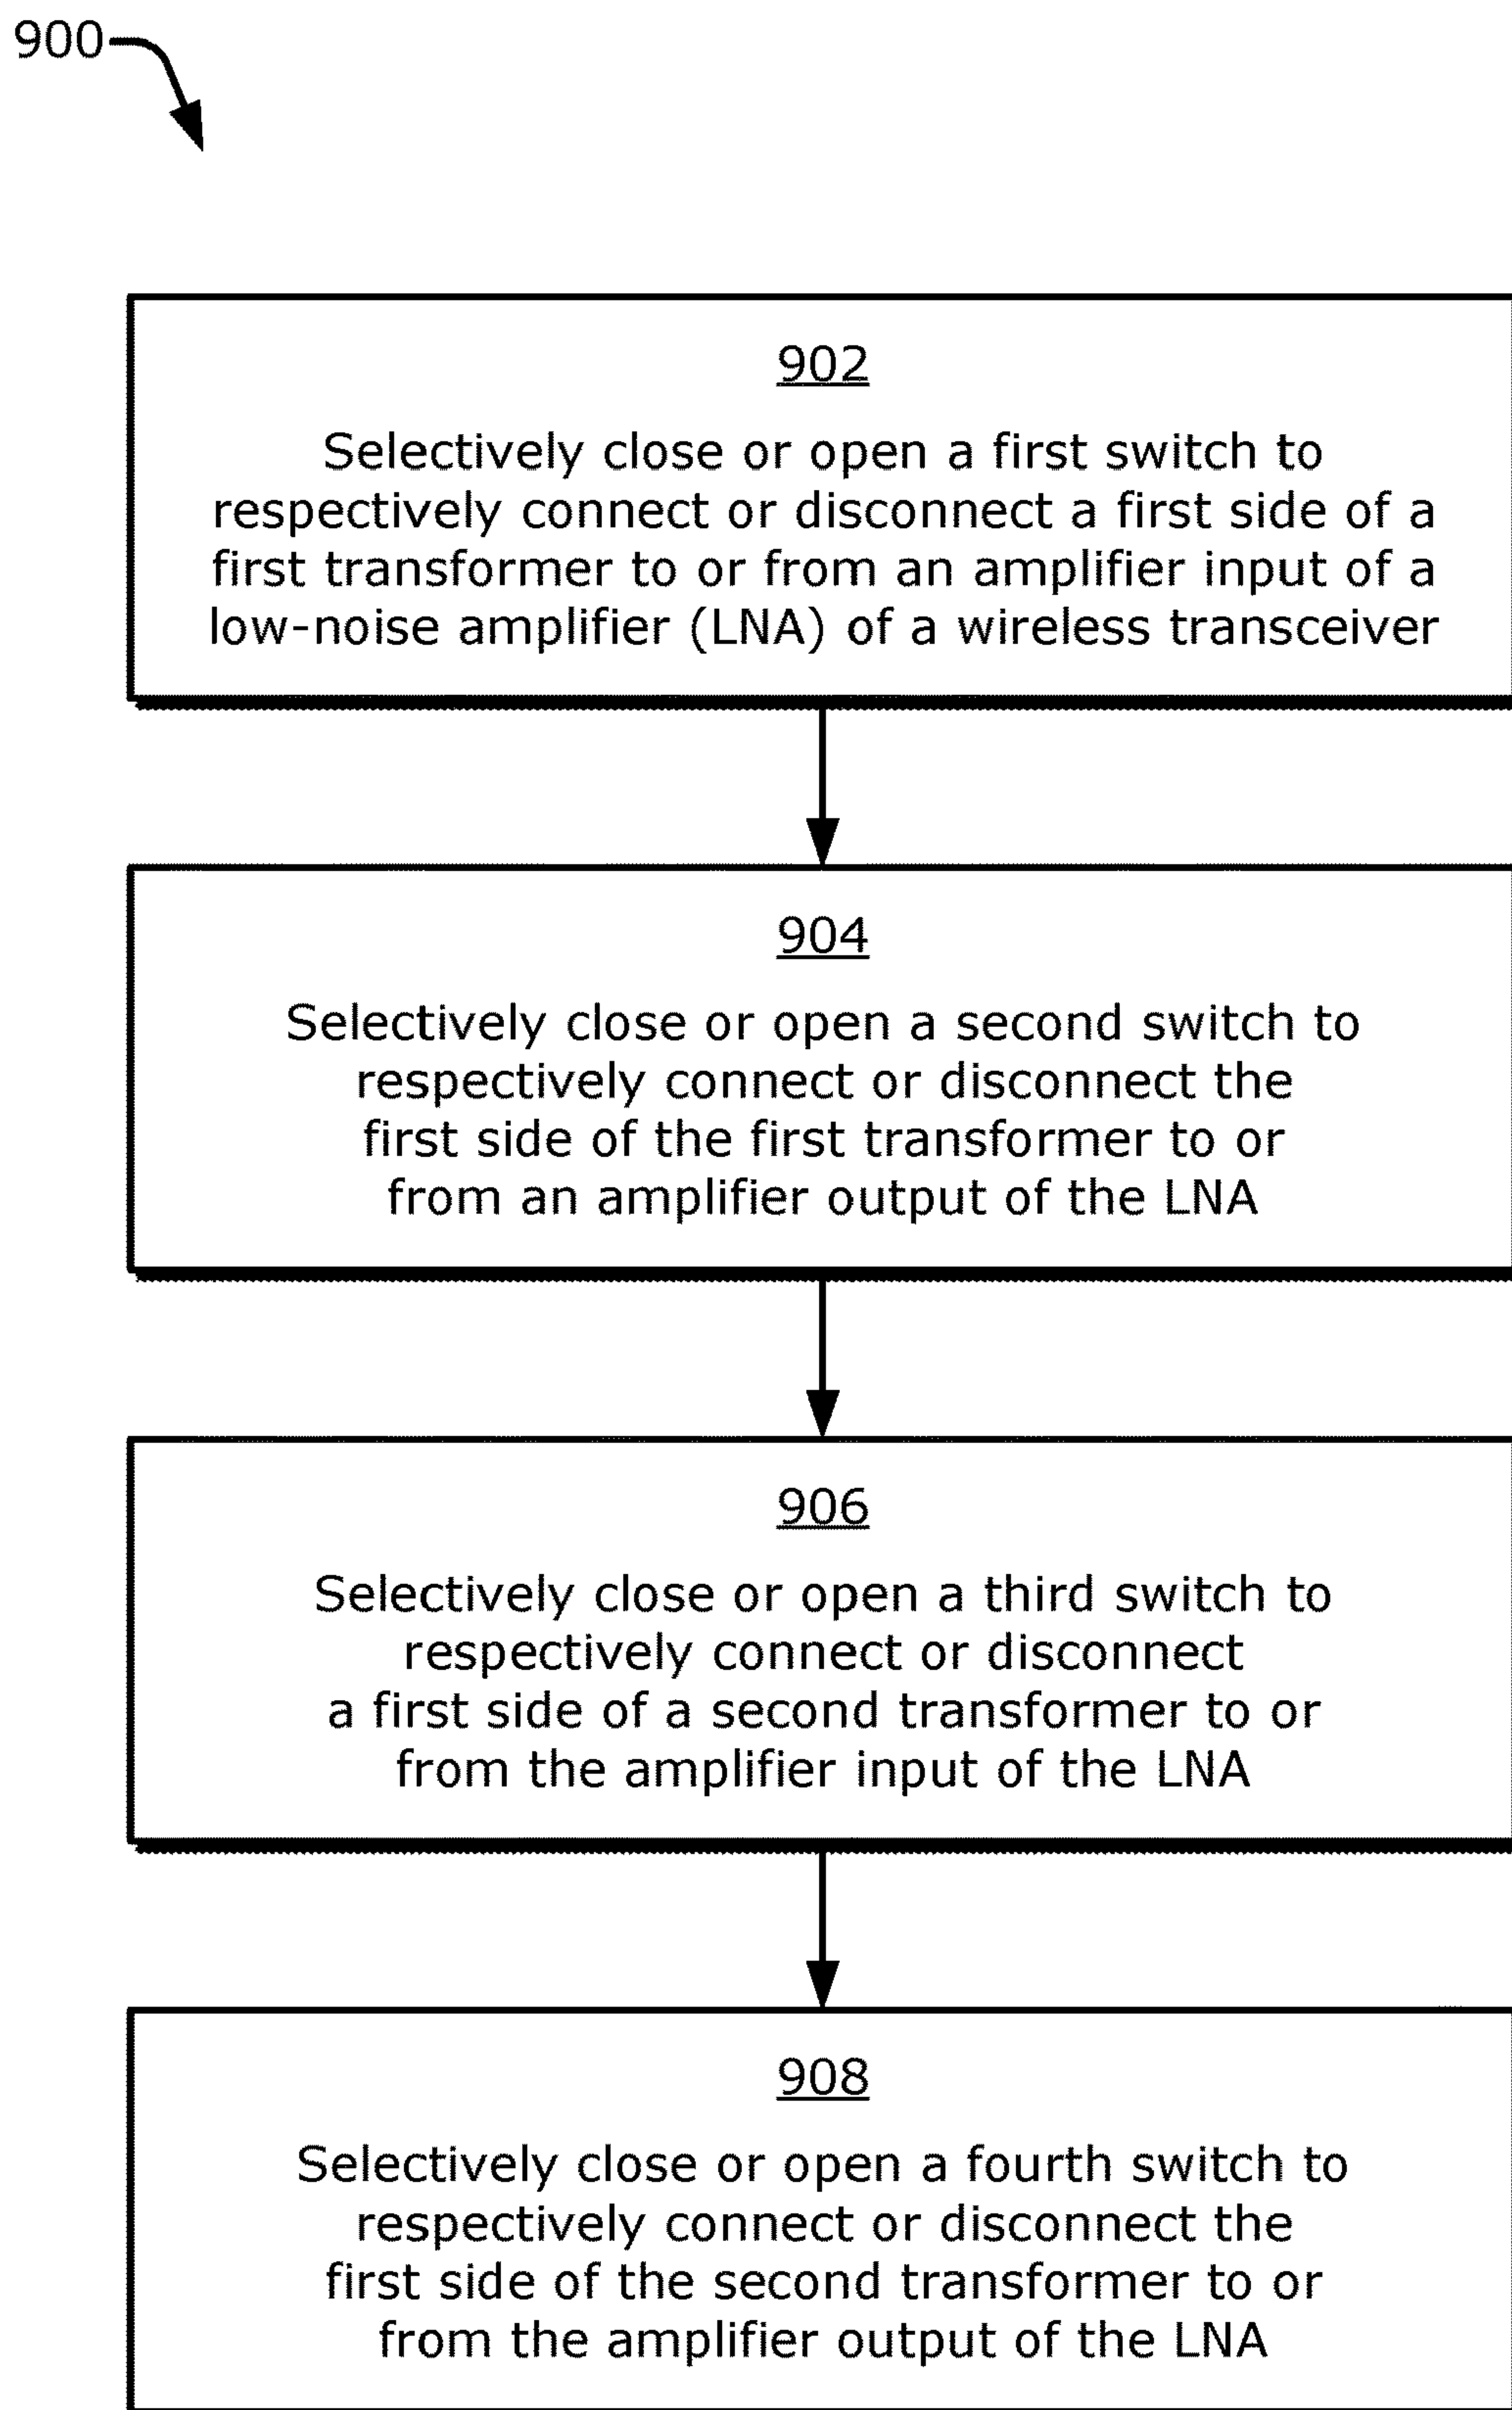 900
902
Selectively close or open a first switch to
respectively connect or disconnect a first side of a
first transformer to or from an amplifier input of a
low-noise amplifier (LNA) of a wireless transceiver
904
Selectively close or open a second switch to
respectively connect or disconnect the
first side of the first transformer to or
from an amplifier output of the LNA
906
Selectively close or open a third switch to
respectively connect or disconnect
a first side of a second transformer to or
from the amplifier input of the LNA
908
Selectively close or open a fourth switch to
respectively connect or disconnect the
first side of the second transformer to or
from the amplifier output of the LNA